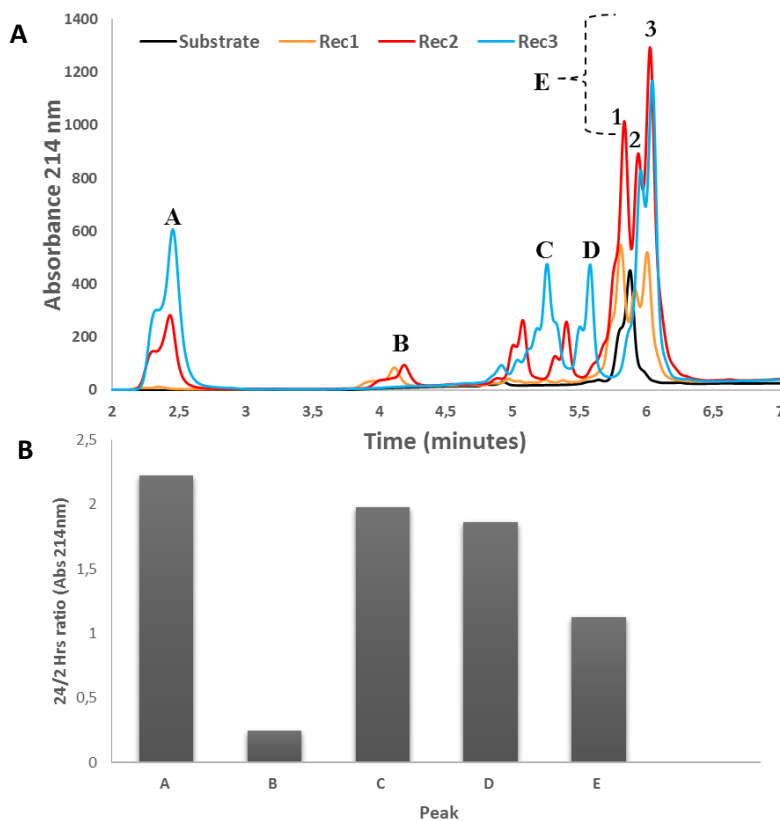 A
Absorbance 214 nm
1400
1200
1000
800
600
400
200
0
Substrate Rec1 Rec2 Rec3
A
B
C
D
E
1
2
3
2 2,5 3 3,5 4 4,5 5 5,5 6 6,5 7
Time (minutes)
B
24/2 Hrs ratio (Abs 214nm)
2,5
2
1,5
1
0,5
0
A B C D E
Peak